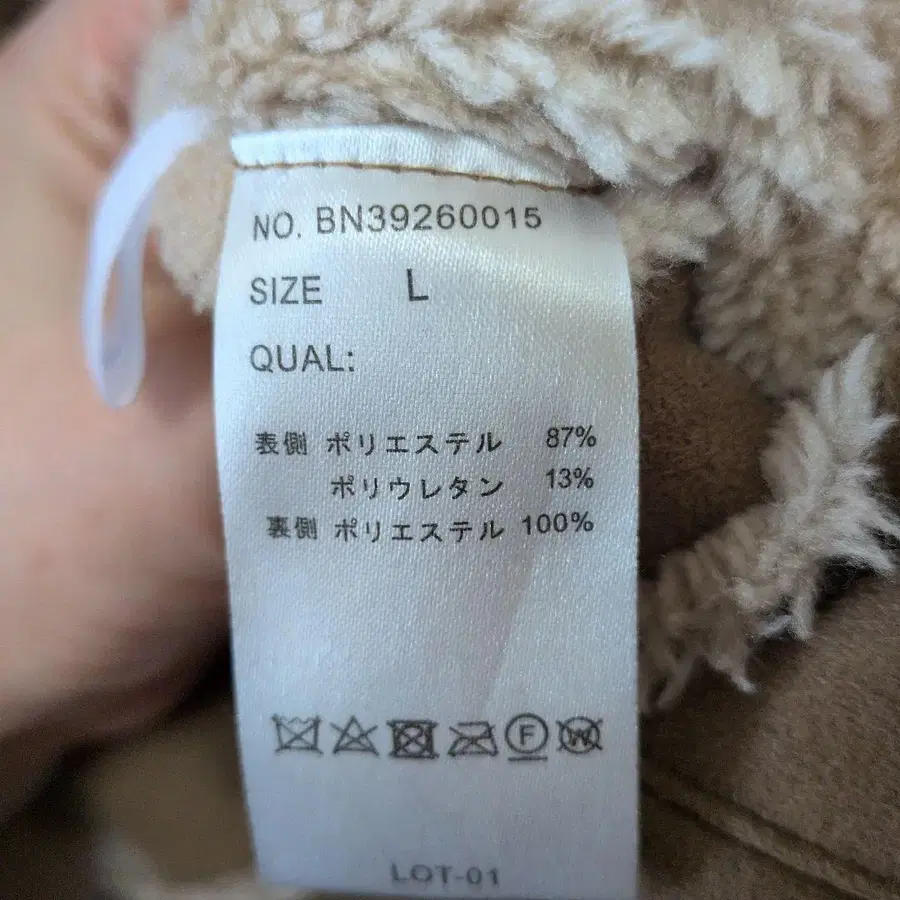 NO. BN39260015
SIZE L
QUAL:
表側 ポリエステル 87%
ポリウレタン 13%
裏側 ポリエステル 100%
F W
LOT-01